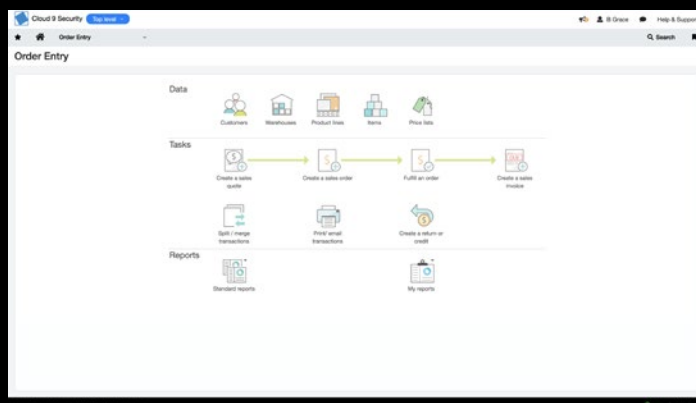 Cloud 9 Security Top level
B Grace Help & Support
Order Entry
Search
Order Entry
Data
Customers Warehouses Product lines Items Price lists
Tasks
Create a sales quote
Create a sales order
Fulfill an order
Create a sales invoice
Split / merge transactions
Print/ email transactions
Create a return or credit
Reports
Standard reports
My reports